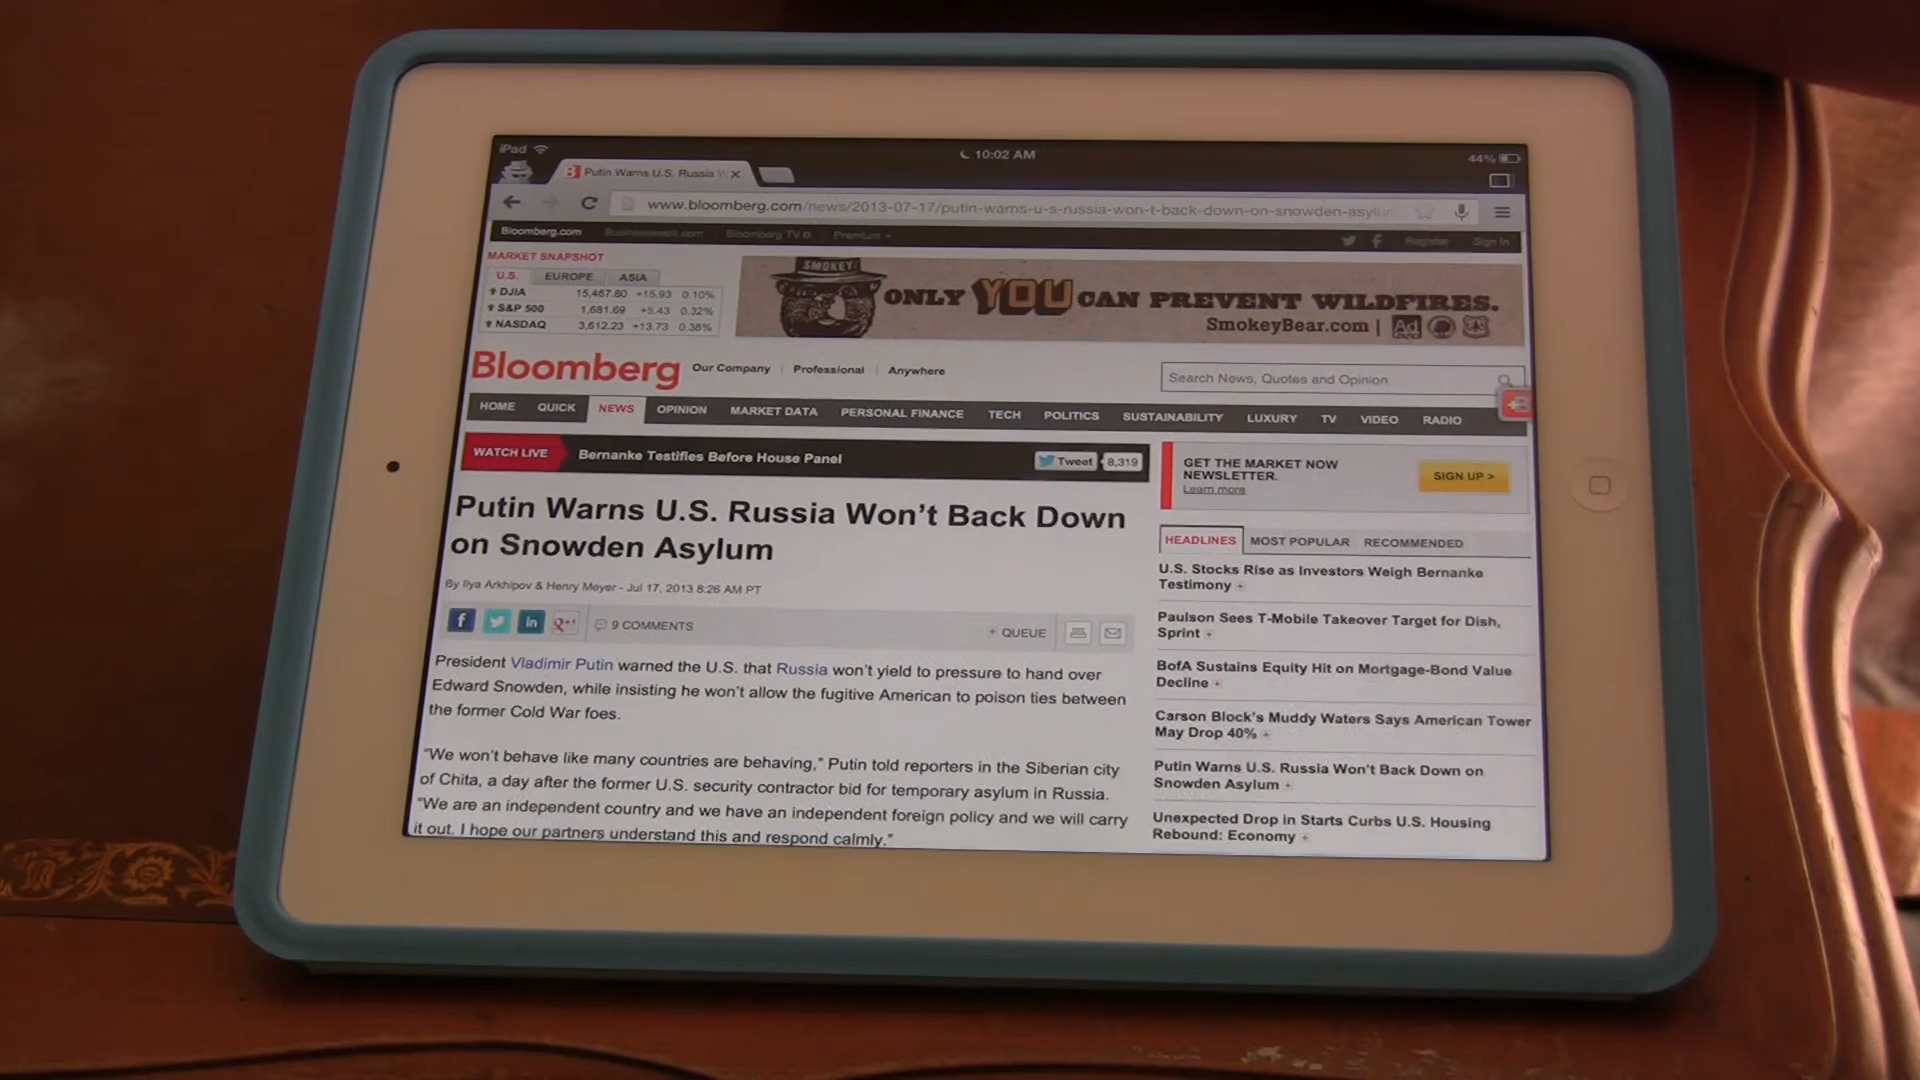 iPad
10:02 AM
44%
Putin Warns U.S. Russia
www.bloomberg.com/news/2013-07-17/putin-warns-u-s-russia-won-t-back-down-on-snowden-asylu
Bloomberg.com Businessweek.com Bloomberg TV Premium Register Sign In
MARKET SNAPSHOT
U.S. EUROPE ASIA
DJIA 15,467.80 +15.93 0.10%
S&P 500 1,681.69 +5.43 0.32%
NASDAQ 3,612.23 +13.73 0.38%
SMOKEY
ONLY YOU CAN PREVENT WILDFIRES.
SmokeyBear.com | Ad
Bloomberg Our Company Professional Anywhere
Search News, Quotes and Opinion
HOME QUICK NEWS OPINION MARKET DATA PERSONAL FINANCE TECH POLITICS SUSTAINABILITY LUXURY TV VIDEO RADIO
WATCH LIVE Bernanke Testifies Before House Panel Tweet 8,319
Putin Warns U.S. Russia Won't Back Down
on Snowden Asylum
By Ilya Arkhipov & Henry Meyer - Jul 17, 2013 8:26 AM PT
f in g+1 9 COMMENTS + QUEUE
President Vladimir Putin warned the U.S. that Russia won't yield to pressure to hand over
Edward Snowden, while insisting he won't allow the fugitive American to poison ties between
the former Cold War foes.
"We won't behave like many countries are behaving," Putin told reporters in the Siberian city
of Chita, a day after the former U.S. security contractor bid for temporary asylum in Russia.
"We are an independent country and we have an independent foreign policy and we will carry
it out. I hope our partners understand this and respond calmly."
GET THE MARKET NOW
NEWSLETTER.
Learn more
SIGN UP >
HEADLINES MOST POPULAR RECOMMENDED
U.S. Stocks Rise as Investors Weigh Bernanke
Testimony +
Paulson Sees T-Mobile Takeover Target for Dish,
Sprint +
BofA Sustains Equity Hit on Mortgage-Bond Value
Decline +
Carson Block's Muddy Waters Says American Tower
May Drop 40% +
Putin Warns U.S. Russia Won't Back Down on
Snowden Asylum +
Unexpected Drop in Starts Curbs U.S. Housing
Rebound: Economy +